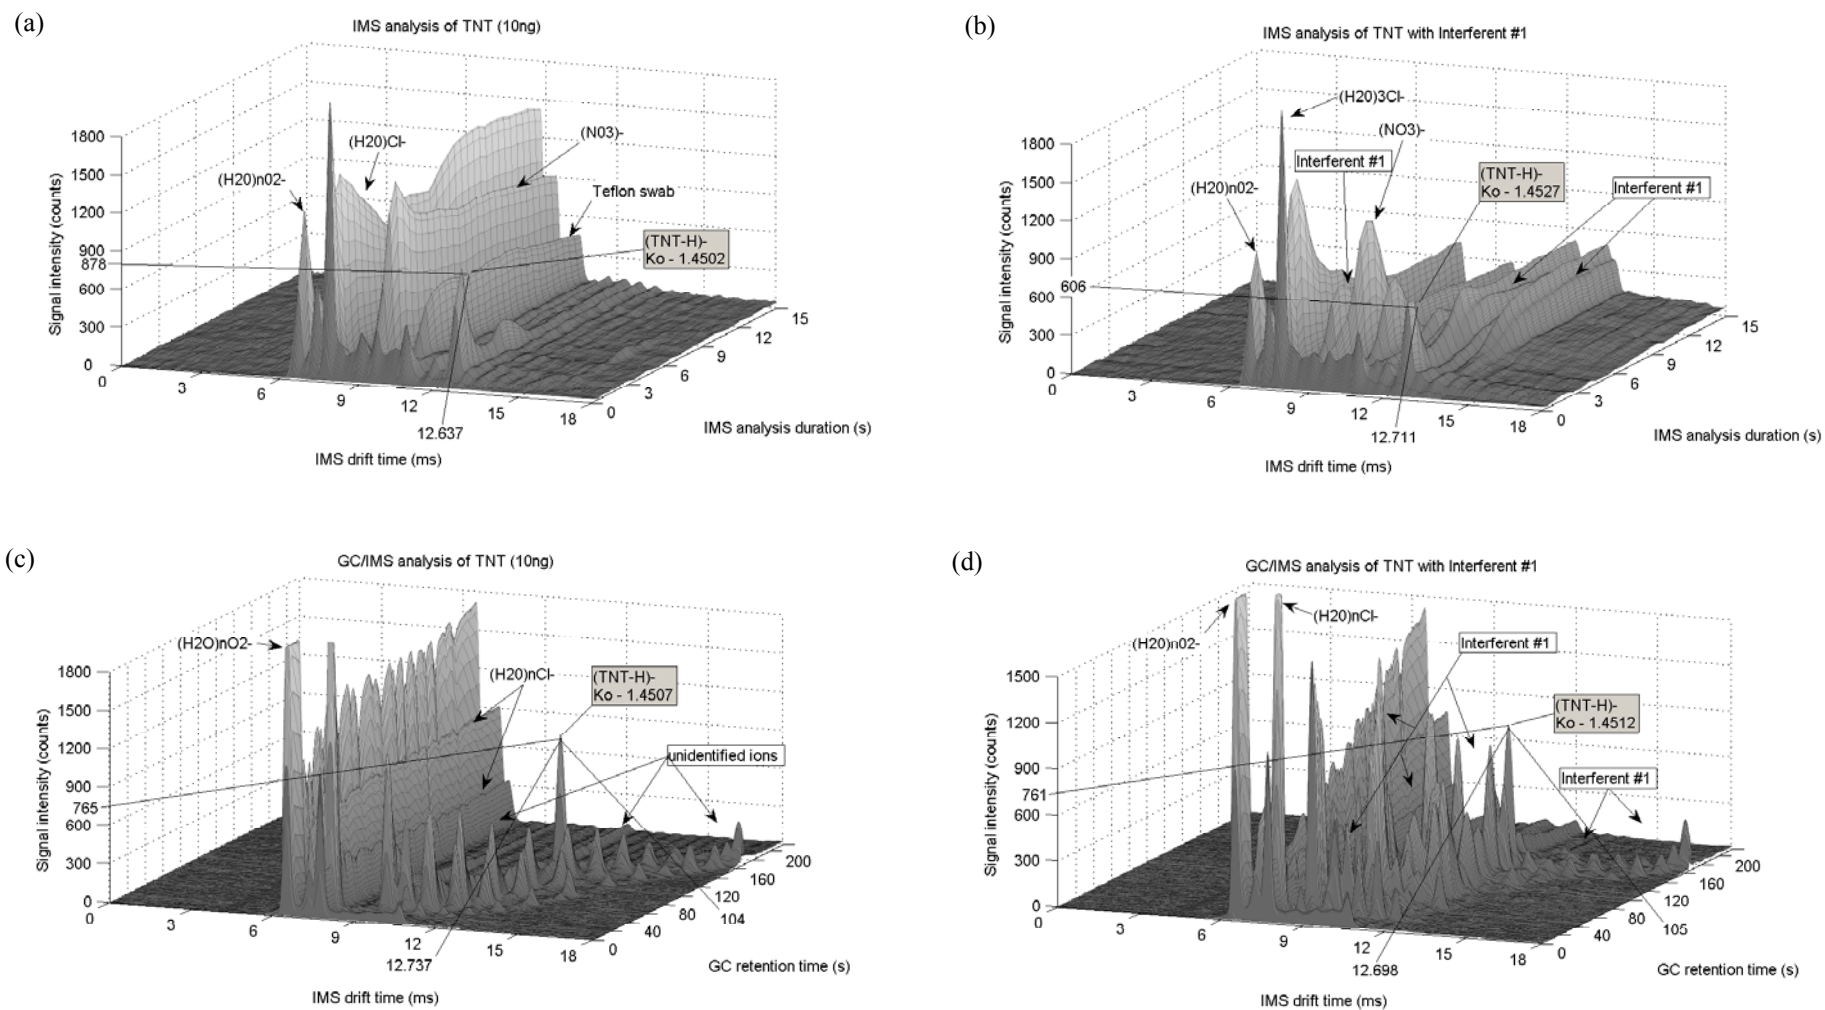 (a)
IMS analysis of TNT (10ng)
1800
1500
1200
900
878
600
300
0
Signal intensity (counts)
(H20)n02-
(H20)Cl-
(N03)-
Teflon swab
(TNT-H)-
Ko - 1.4502
0
3
6
9
12
15
18
12.637
IMS drift time (ms)
0
3
6
9
12
15
IMS analysis duration (s)
(b)
IMS analysis of TNT with Interferent #1
1800
1500
1200
900
606
600
300
0
Signal intensity (counts)
(H20)3Cl-
(NO3)-
Interferent #1
(H20)n02-
(TNT-H)-
Ko - 1.4527
Interferent #1
0
3
6
9
12
15
18
12.711
IMS drift time (ms)
0
3
6
9
12
15
IMS analysis duration (s)
(c)
GC/IMS analysis of TNT (10ng)
1800
1500
1200
900
765
600
300
0
Signal intensity (counts)
(H2O)nO2-
(H20)nCl-
(TNT-H)-
Ko - 1.4507
unidentified ions
0
3
6
9
12
15
18
12.737
IMS drift time (ms)
0
40
80
104
120
160
200
GC retention time (s)
(d)
GC/IMS analysis of TNT with Interferent #1
1500
1200
900
761
600
300
0
Signal intensity (counts)
(H20)n02-
(H20)nCl-
Interferent #1
(TNT-H)-
Ko - 1.4512
Interferent #1
0
3
6
9
12
15
18
12.698
IMS drift time (ms)
0
40
80
105
120
160
200
GC retention time (s)